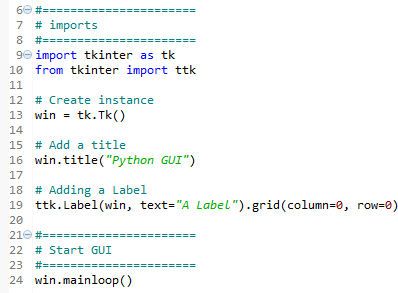 6 #======================
7 # imports
8 #======================
9 import tkinter as tk
10 from tkinter import ttk
11
12 # Create instance
13 win = tk.Tk()
14
15 # Add a title
16 win.title("Python GUI")
17
18 # Adding a Label
19 ttk.Label(win, text="A Label").grid(column=0, row=0)
20
21 #======================
22 # Start GUI
23 #======================
24 win.mainloop()